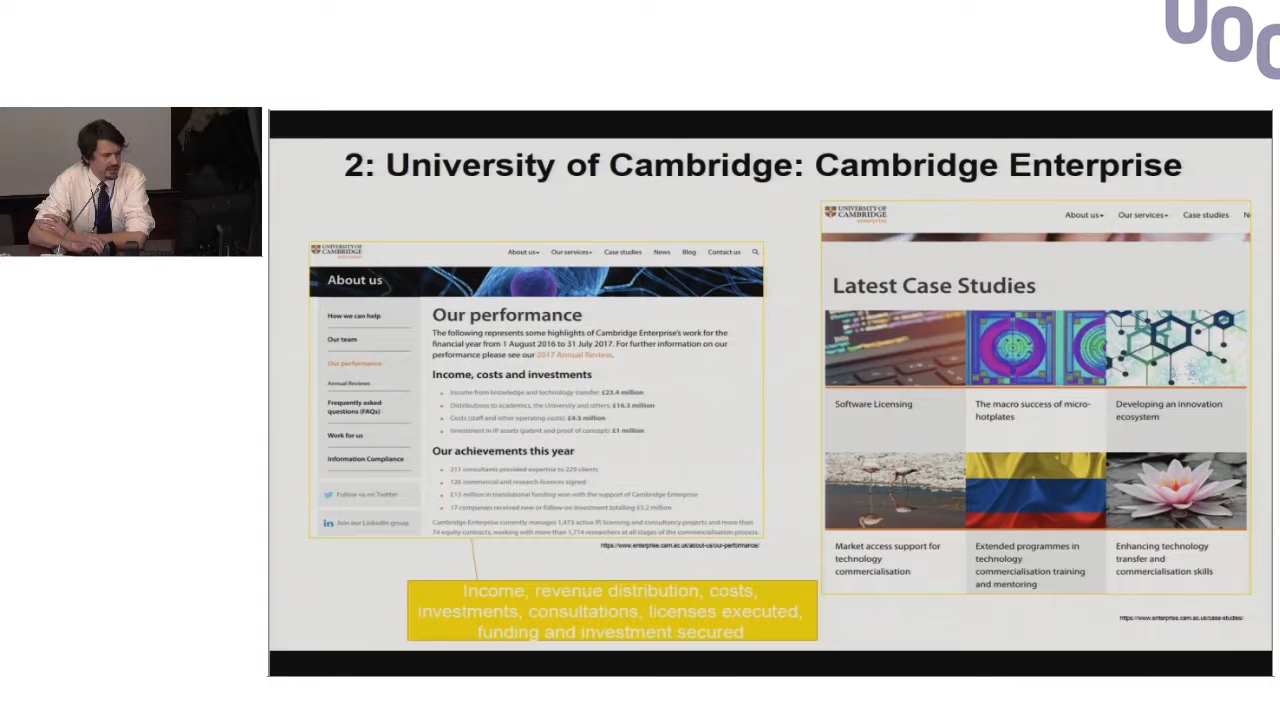 UOC
2: University of Cambridge: Cambridge Enterprise
UNIVERSITY OF
CAMBRIDGE
enterprise
About us
Our services
Case studies
News
Blog
Contact us
About us
How we can help
Our team
Our performance
Annual Reviews
Frequently asked
questions (FAQs)
Work for us
Information Compliance
Follow us on Twitter
Join our LinkedIn group
Our performance
The following represents some highlights of Cambridge Enterprise's work for the
financial year from 1 August 2016 to 31 July 2017. For further information on our
performance please see our 2017 Annual Review.
Income, costs and investments
Income from knowledge and technology transfer: £23.4 million
Distributions to academics, the University and others: £16.3 million
Costs (staff and other operating costs): £4.5 million
Investment in IP assets (patent and proof of concept): £1 million
Our achievements this year
211 consultants provided expertise to 229 clients
126 commercial and research licences signed
£13 million in translational funding won with the support of Cambridge Enterprise
17 companies received new or follow-on investment totalling £5.2 million
Cambridge Enterprise currently manages 1,473 active IP, licensing and consultancy projects and more than
74 equity contracts, working with more than 1,714 researchers at all stages of the commercialisation process.
https://www.enterprise.cam.ac.uk/about-us/our-performance/
Income, revenue distribution, costs,
investments, consultations, licenses executed,
funding and investment secured
UNIVERSITY OF
CAMBRIDGE
enterprise
About us
Our services
Case studies
N
Latest Case Studies
Software Licensing
The macro success of micro-
hotplates
Developing an innovation
ecosystem
Market access support for
technology
commercialisation
Extended programmes in
technology
commercialisation training
and mentoring
Enhancing technology
transfer and
commercialisation skills
https://www.enterprise.cam.ac.uk/case-studies/